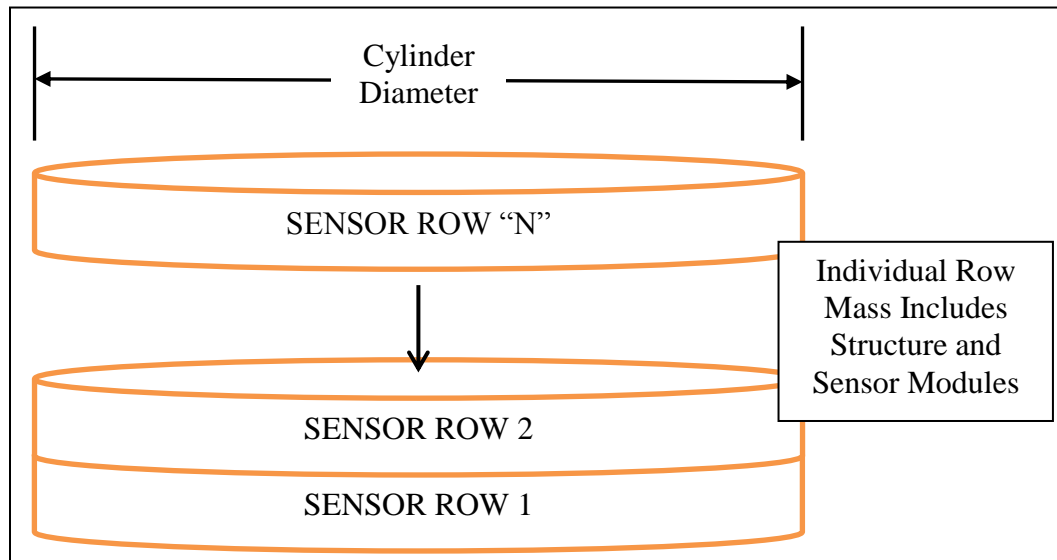 Cylinder
Diameter
SENSOR ROW “N”
Individual Row
Mass Includes
Structure and
Sensor Modules
SENSOR ROW 2
SENSOR ROW 1